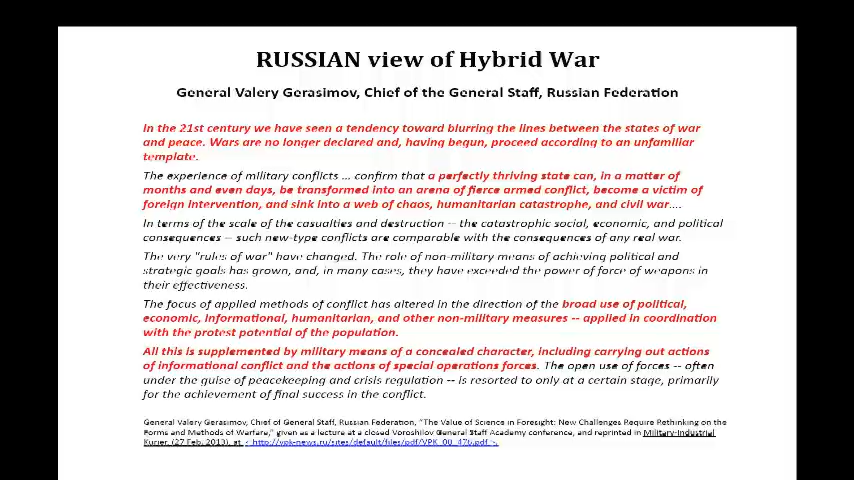 RUSSIAN view of Hybrid War
General Valery Gerasimov, Chief of the General Staff, Russian Federation
In the 21st century we have seen a tendency toward blurring the lines between the states of war
and peace. Wars are no longer declared and, having begun, proceed according to an unfamiliar
template.
The experience of military conflicts ... confirm that a perfectly thriving state can, in a matter of
months and even days, be transformed into an arena of fierce armed conflict, become a victim of
foreign intervention, and sink into a web of chaos, humanitarian catastrophe, and civil war....
In terms of the scale of the casualties and destruction -- the catastrophic social, economic, and political
consequences -- such new-type conflicts are comparable with the consequences of any real war.
The very "rules of war" have changed. The role of non-military means of achieving political and
strategic goals has grown, and, in many cases, they have exceeded the power of force of weapons in
their effectiveness.
The focus of applied methods of conflict has altered in the direction of the broad use of political,
economic, informational, humanitarian, and other non-military measures -- applied in coordination
with the protest potential of the population.
All this is supplemented by military means of a concealed character, including carrying out actions
of informational conflict and the actions of special operations forces. The open use of forces -- often
under the guise of peacekeeping and crisis regulation -- is resorted to only at a certain stage, primarily
for the achievement of final success in the conflict.
General Valery Gerasimov, Chief of General Staff, Russian Federation, "The Value of Science in Foresight: New Challenges Require Rethinking on the
Forms and Methods of Warfare," given as a lecture at a closed Voroshilov General Staff Academy conference, and reprinted in Military-Industrial
Kurier, (27 Feb. 2013), at < http://vpk-news.ru/sites/default/files/pdf/VPK_08_476.pdf >.